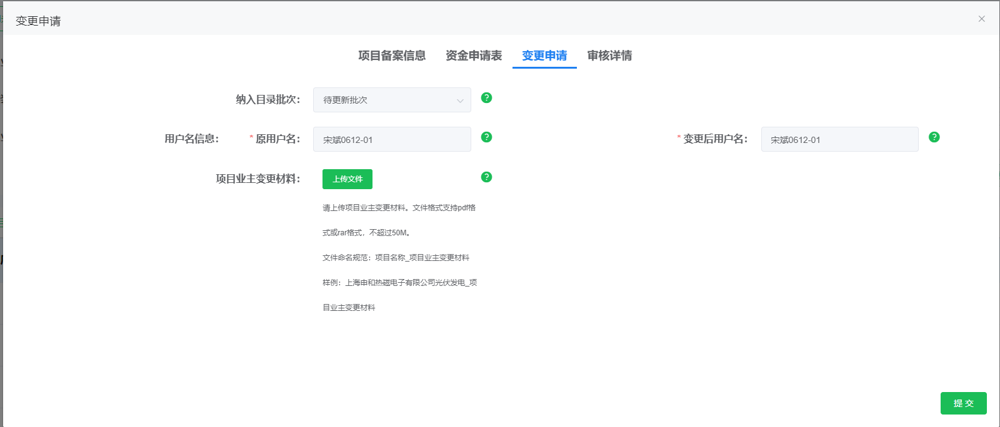 变更申请
项目备案信息 资金申请表 变更申请 审核详情
纳入目录批次： 待更新批次
用户名信息： * 原用户名： 宋斌0612-01 * 变更后用户名： 宋斌0612-01
项目业主变更材料： 上传文件
请上传项目业主变更材料。文件格式支持pdf格
式或rar格式，不超过50M。
文件命名规范：项目名称_项目业主变更材料
样例：上海申和热磁电子有限公司光伏发电_项
目业主变更材料
提交